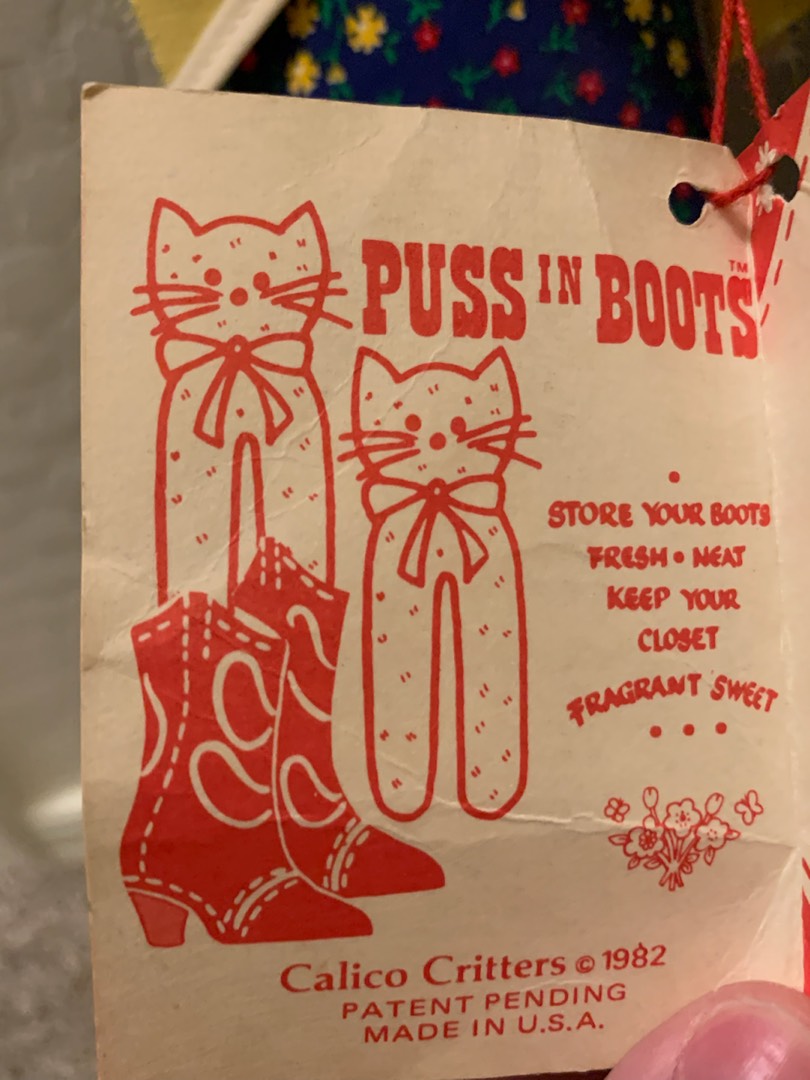 PUSS IN BOOTS™
•
STORE YOUR BOOTS
FRESH • NEAT
KEEP YOUR
CLOSET
FRAGRANT SWEET
• • •
Calico Critters © 1982
PATENT PENDING
MADE IN U.S.A.